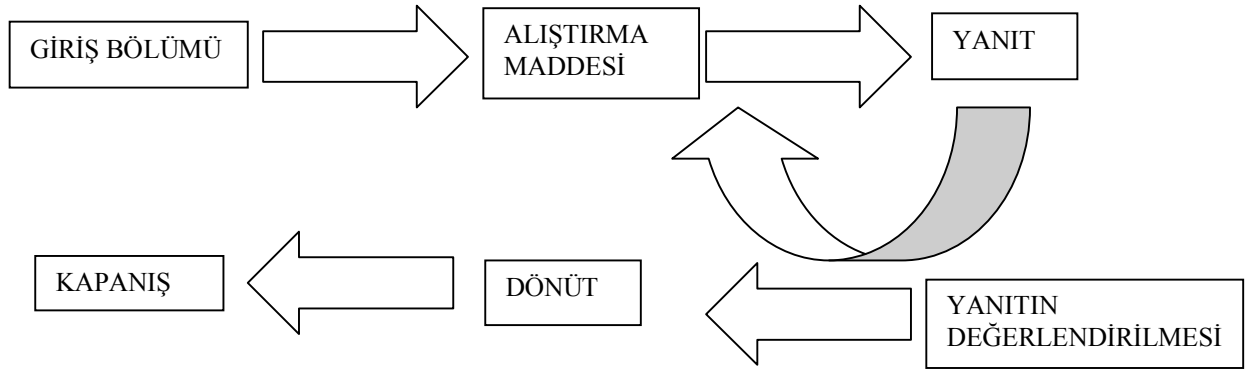 GİRİŞ BÖLÜMÜ
ALIŞTIRMA
MADDESİ
YANIT
KAPANIŞ
DÖNÜT
YANITIN
DEĞERLENDİRİLMESİ